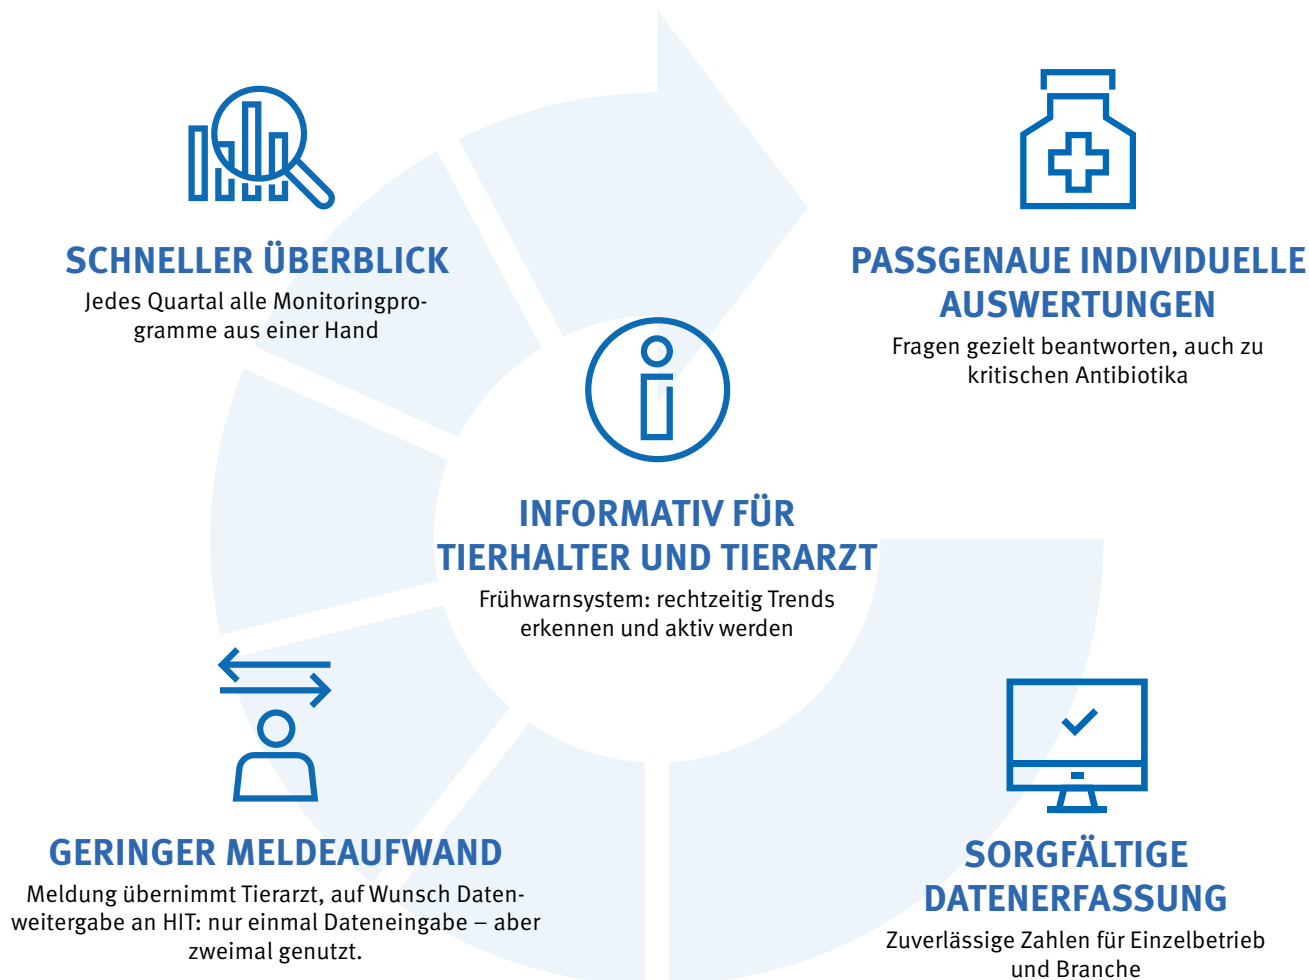 SCHNELLER ÜBERBLICK
Jedes Quartal alle Monitoringpro-
gramme aus einer Hand
PASSGENAUE INDIVIDUELLE
AUSWERTUNGEN
Fragen gezielt beantworten, auch zu
kritischen Antibiotika
INFORMATIV FÜR
TIERHALTER UND TIERARZT
Frühwarnsystem: rechtzeitig Trends
erkennen und aktiv werden
GERINGER MELDEAUFWAND
Meldung übernimmt Tierarzt, auf Wunsch Daten-
weitergabe an HIT: nur einmal Dateneingabe – aber
zweimal genutzt.
SORGFÄLTIGE
DATENERFASSUNG
Zuverlässige Zahlen für Einzelbetrieb
und Branche